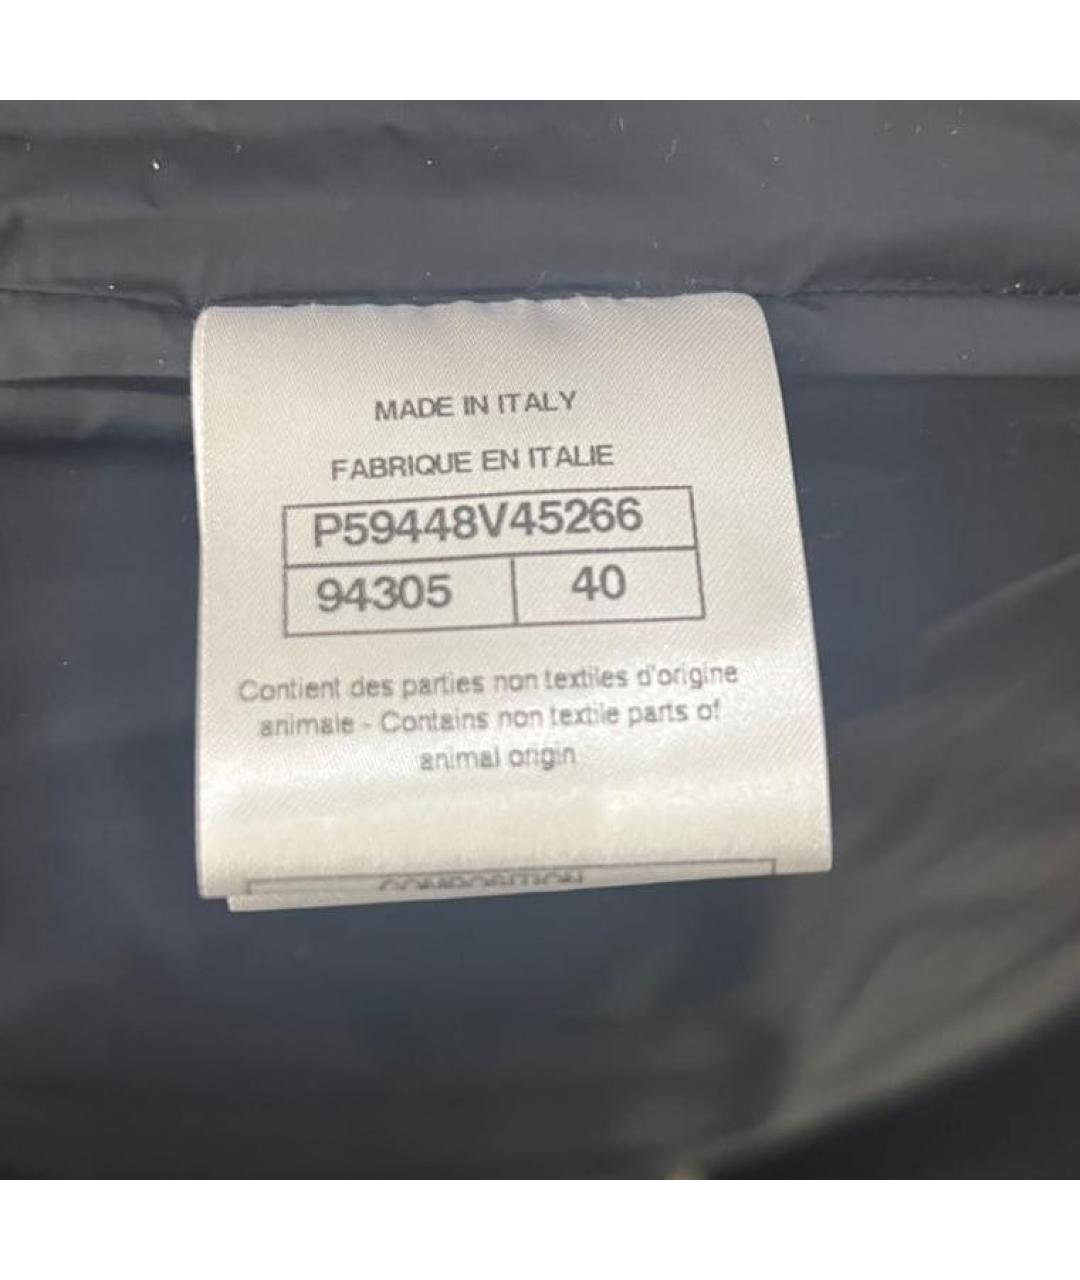 MADE IN ITALY
FABRIQUE EN ITALIE
P59448V45266
94305 40
Contient des parties non textiles d'origine
animale - Contains non textile parts of
animal origin
COMPOSITION